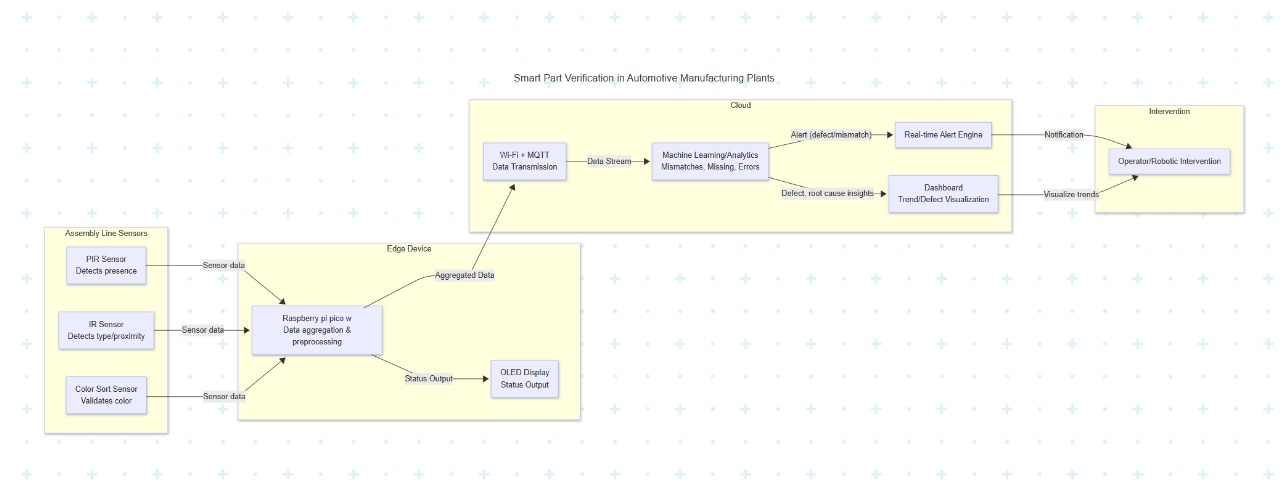 Smart Part Verification in Automotive Manufacturing Plants
Cloud
Intervention
Wi-Fi + MQTT
Data Transmission
Data Stream
Machine Learning/Analytics
Mismatches, Missing, Errors
Alert (defect/mismatch)
Real-time Alert Engine
Notification
Operator/Robotic Intervention
Defect, root cause insights
Dashboard
Trend/Defect Visualization
Visualize trends
Assembly Line Sensors
PIR Sensor
Detects presence
Sensor data
IR Sensor
Detects type/proximity
Sensor data
Color Sort Sensor
Validates color
Sensor data
Edge Device
Raspberry pi pico w
Data aggregation &
preprocessing
Aggregated Data
Status Output
OLED Display
Status Output